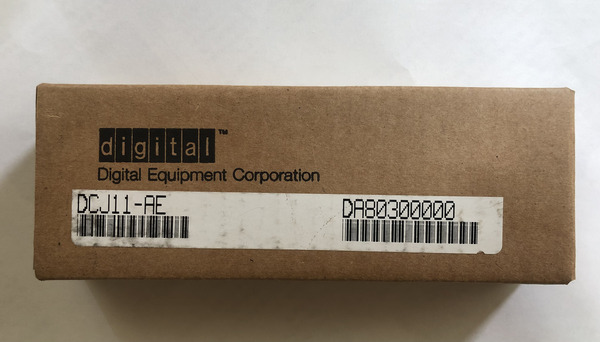 digital™
Digital Equipment Corporation
DCJ11-AE DA80300000